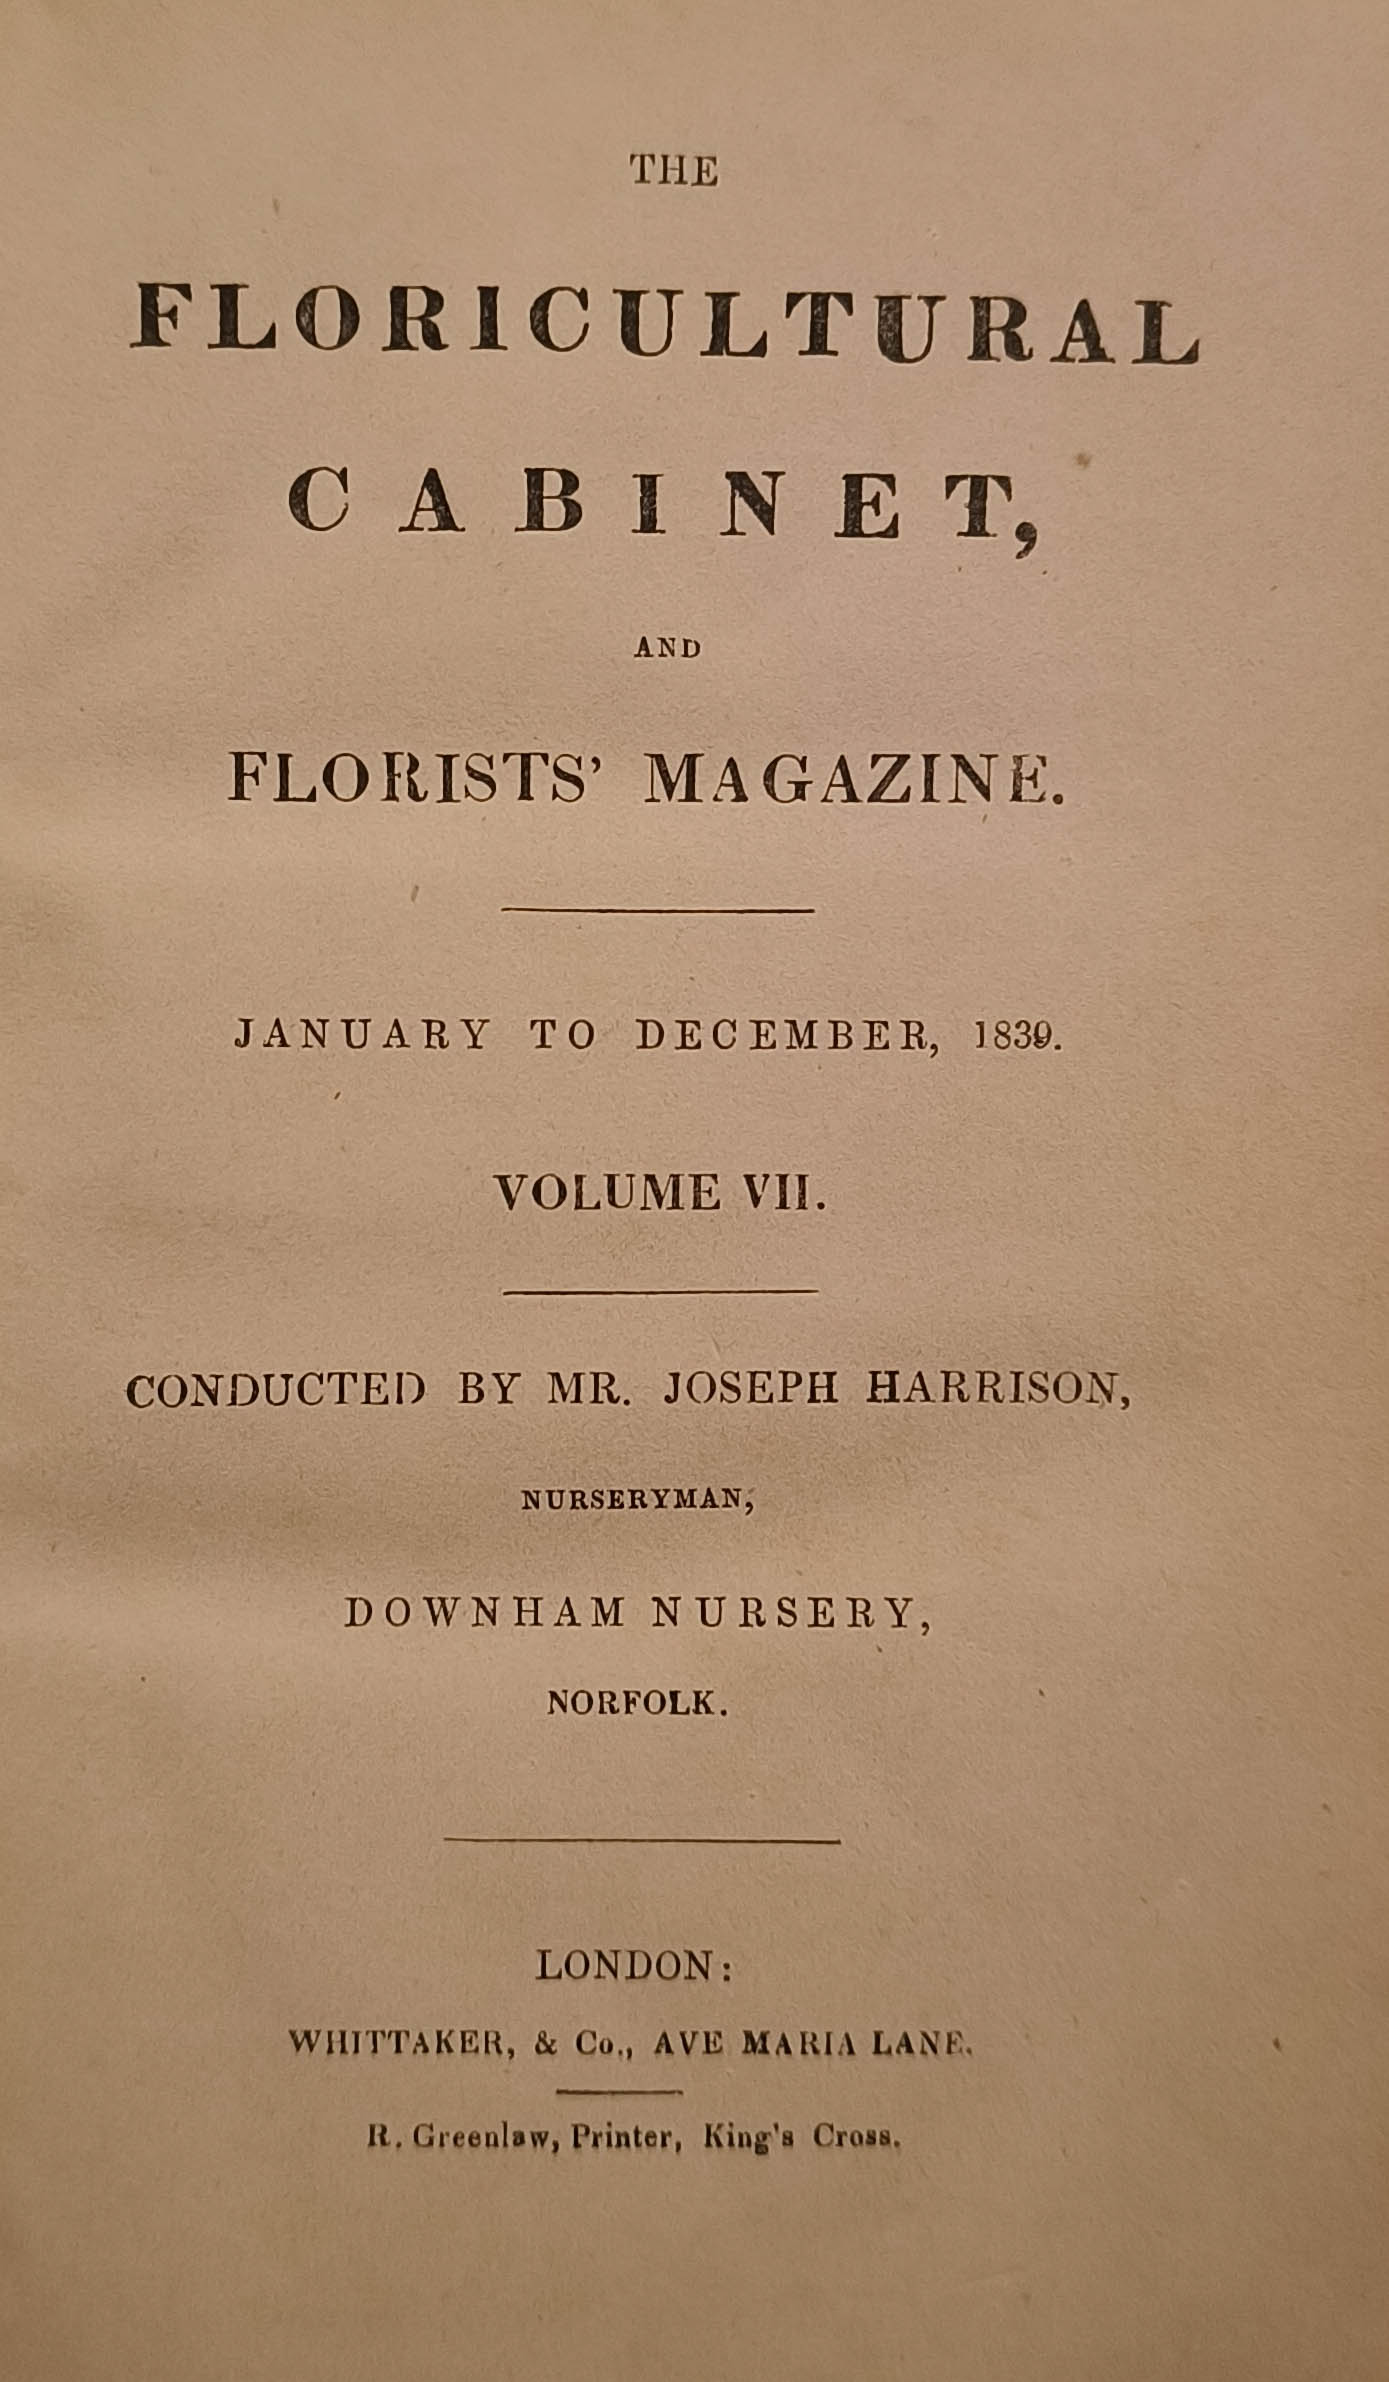 THE
FLORICULTURAL
CABINET,
AND
FLORISTS' MAGAZINE.
JANUARY TO DECEMBER, 1839.
VOLUME VII.
CONDUCTED BY MR. JOSEPH HARRISON,
NURSERYMAN,
DOWNHAM NURSERY,
NORFOLK.
LONDON:
WHITTAKER, & Co., AVE MARIA LANE.
R. Greenlaw, Printer, King's Cross.